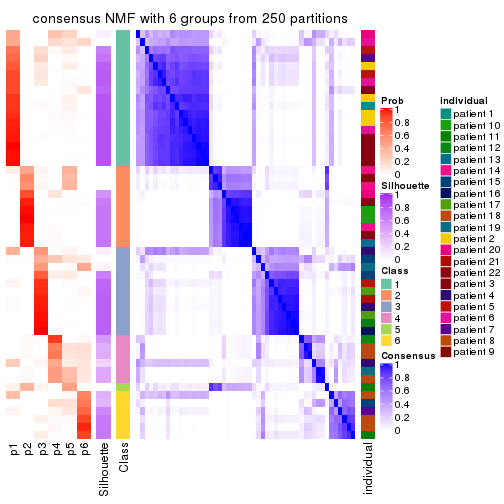 consensus NMF with 6 groups from 250 partitions
p1
p2
p3
p4
p5
p6
Silhouette
Class
individual
Prob
1
0.8
0.6
0.4
0.2
0
Silhouette
1
0.8
0.6
0.4
0.2
0
Class
1
2
3
4
5
6
Consensus
1
0.8
0.6
0.4
0.2
0
individual
patient 1
patient 10
patient 11
patient 12
patient 13
patient 14
patient 15
patient 16
patient 17
patient 18
patient 19
patient 2
patient 20
patient 21
patient 22
patient 3
patient 4
patient 5
patient 6
patient 7
patient 8
patient 9